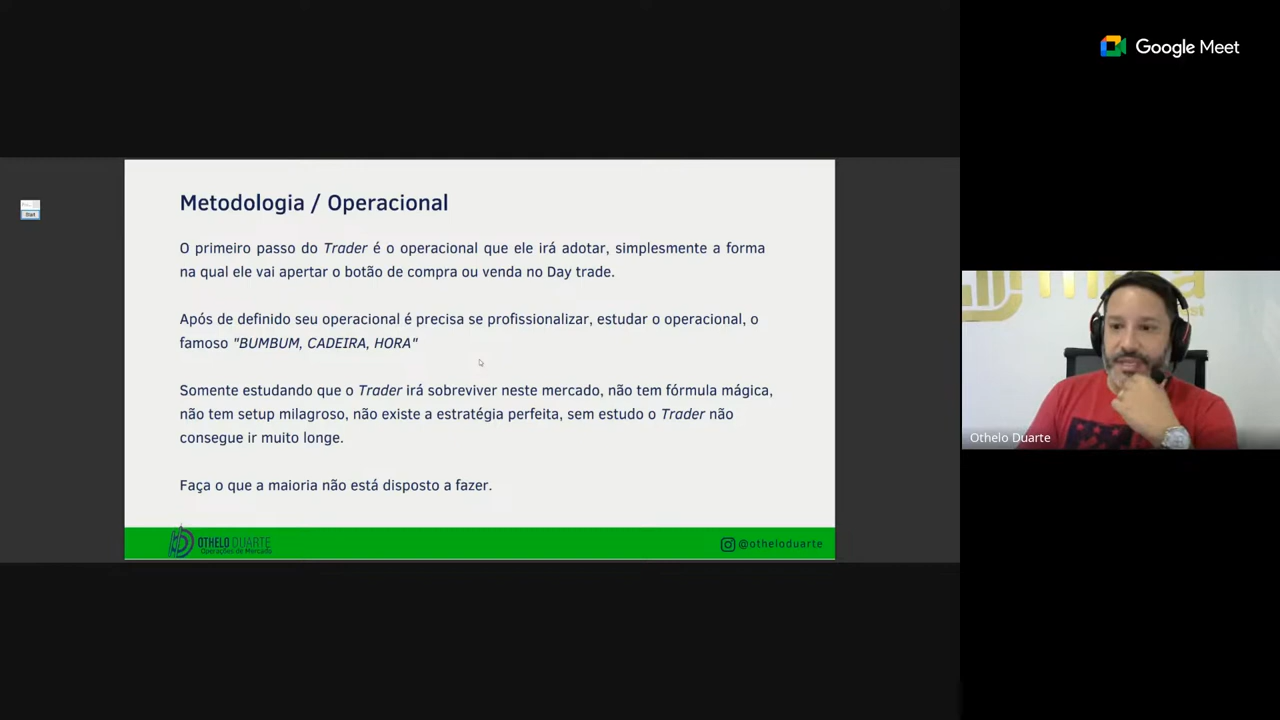 Google Meet
Metodologia / Operacional
O primeiro passo do Trader é o operacional que ele irá adotar, simplesmente a forma
na qual ele vai apertar o botão de compra ou venda no Day trade.
Após de definido seu operacional é precisa se profissionalizar, estudar o operacional, o
famoso "BUMBUM, CADEIRA, HORA"
Somente estudando que o Trader irá sobreviver neste mercado, não tem fórmula mágica,
não tem setup milagroso, não existe a estratégia perfeita, sem estudo o Trader não
consegue ir muito longe.
Faça o que a maioria não está disposto a fazer.
OTHELO DUARTE
Operações de Mercado
@otheloduarte
Othelo Duarte